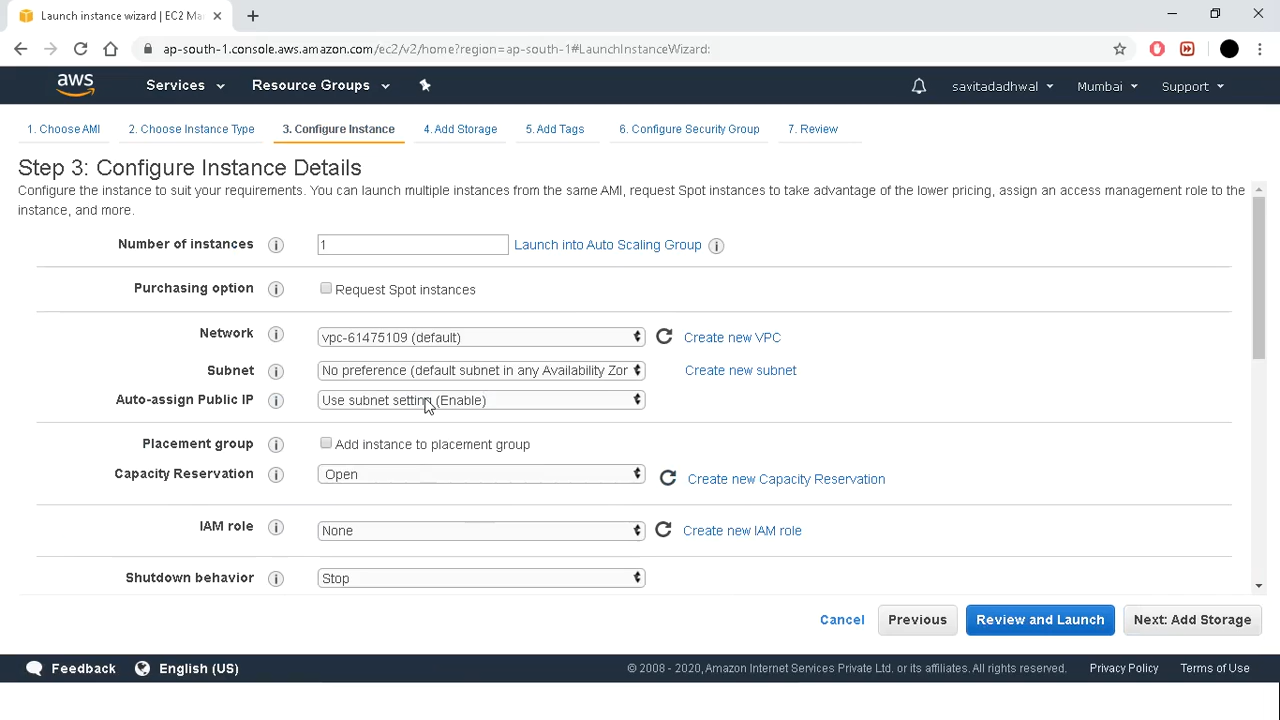 Launch instance wizard | EC2 Ma
ap-south-1.console.aws.amazon.com/ec2/v2/home?region=ap-south-1#LaunchInstanceWizard:
aws Services Resource Groups savitadadhwal Mumbai Support
1. Choose AMI 2. Choose Instance Type 3. Configure Instance 4. Add Storage 5. Add Tags 6. Configure Security Group 7. Review
Step 3: Configure Instance Details
Configure the instance to suit your requirements. You can launch multiple instances from the same AMI, request Spot instances to take advantage of the lower pricing, assign an access management role to the
instance, and more.
Number of instances 1 Launch into Auto Scaling Group
Purchasing option Request Spot instances
Network vpc-61475109 (default) Create new VPC
Subnet No preference (default subnet in any Availability Zor Create new subnet
Auto-assign Public IP Use subnet setting (Enable)
Placement group Add instance to placement group
Capacity Reservation Open Create new Capacity Reservation
IAM role None Create new IAM role
Shutdown behavior Stop
Cancel Previous Review and Launch Next: Add Storage
Feedback English (US) © 2008 - 2020, Amazon Internet Services Private Ltd. or its affiliates. All rights reserved. Privacy Policy Terms of Use